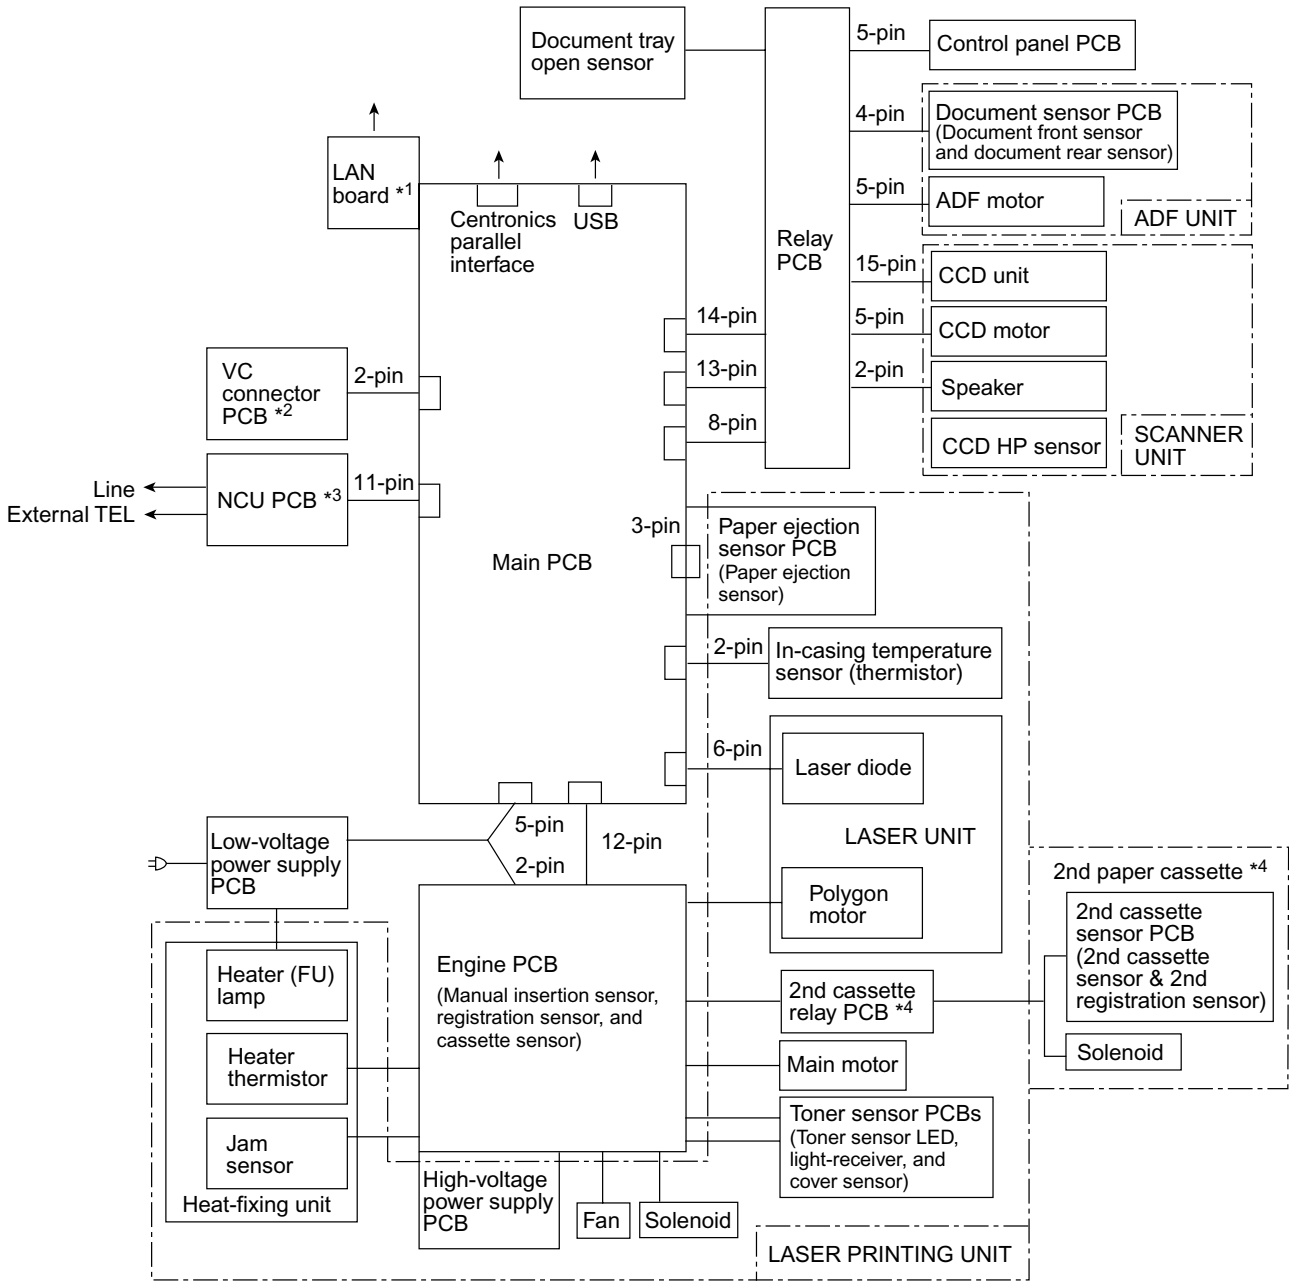 Document tray
open sensor
5-pin
Control panel PCB
4-pin
Document sensor PCB
(Document front sensor
and document rear sensor)
5-pin
ADF motor
ADF UNIT
LAN
board *1
Centronics
parallel
interface
USB
Relay
PCB
15-pin
CCD unit
5-pin
CCD motor
2-pin
Speaker
CCD HP sensor
SCANNER
UNIT
14-pin
13-pin
8-pin
VC
connector
PCB *2
2-pin
Line
External TEL
NCU PCB *3
11-pin
Main PCB
3-pin
Paper ejection
sensor PCB
(Paper ejection
sensor)
2-pin
In-casing temperature
sensor (thermistor)
6-pin
Laser diode
LASER UNIT
Polygon
motor
5-pin
2-pin
12-pin
Low-voltage
power supply
PCB
2nd paper cassette *4
2nd cassette
sensor PCB
(2nd cassette
sensor & 2nd
registration sensor)
Solenoid
Engine PCB
(Manual insertion sensor,
registration sensor, and
cassette sensor)
2nd cassette
relay PCB *4
Main motor
Toner sensor PCBs
(Toner sensor LED,
light-receiver, and
cover sensor)
Heater (FU)
lamp
Heater
thermistor
Jam
sensor
Heat-fixing unit
High-voltage
power supply
PCB
Fan
Solenoid
LASER PRINTING UNIT